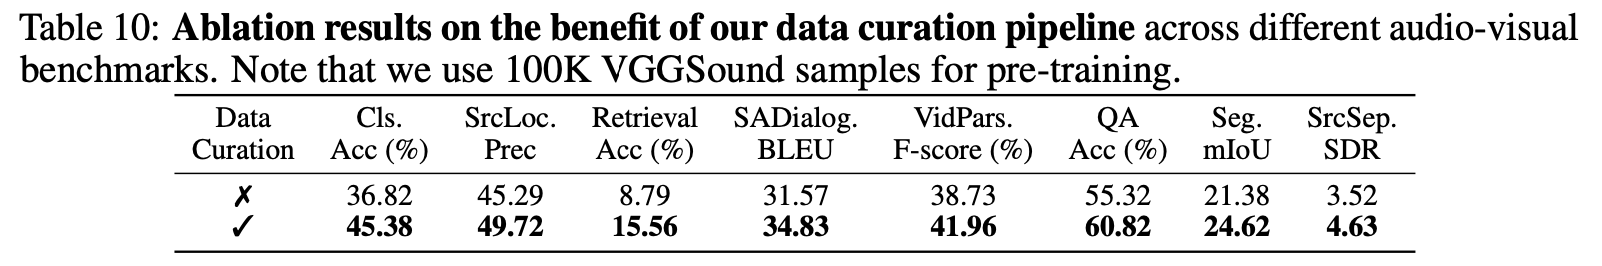 Table 10: Ablation results on the benefit of our data curation pipeline across different audio-visual
benchmarks. Note that we use 100K VGGSound samples for pre-training.
Data Cls. SrcLoc. Retrieval SADialog. VidPars. QA Seg. SrcSep.
Curation Acc (%) Prec Acc (%) BLEU F-score (%) Acc (%) mIoU SDR
✗ 36.82 45.29 8.79 31.57 38.73 55.32 21.38 3.52
✓ 45.38 49.72 15.56 34.83 41.96 60.82 24.62 4.63